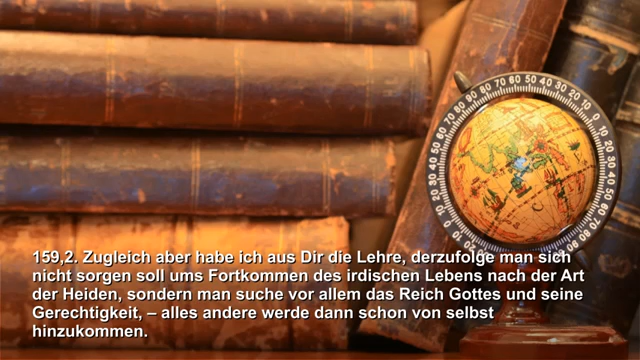 159,2. Zugleich aber habe ich aus Dir die Lehre, derzufolge man sich
nicht sorgen soll ums Fortkommen des irdischen Lebens nach der Art
der Heiden, sondern man suche vor allem das Reich Gottes und seine
Gerechtigkeit, – alles andere werde dann schon von selbst
hinzukommen.